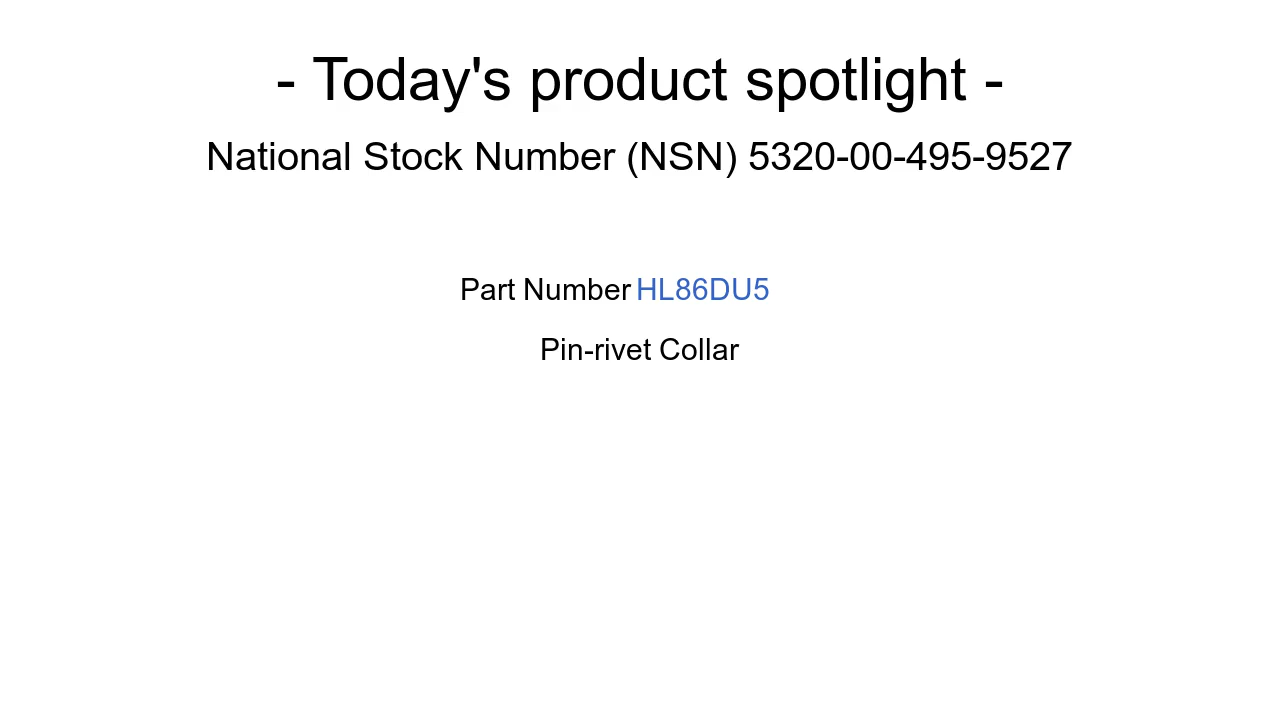 - Today's product spotlight -
National Stock Number (NSN) 5320-00-495-9527
Part Number HL86DU5
Pin-rivet Collar